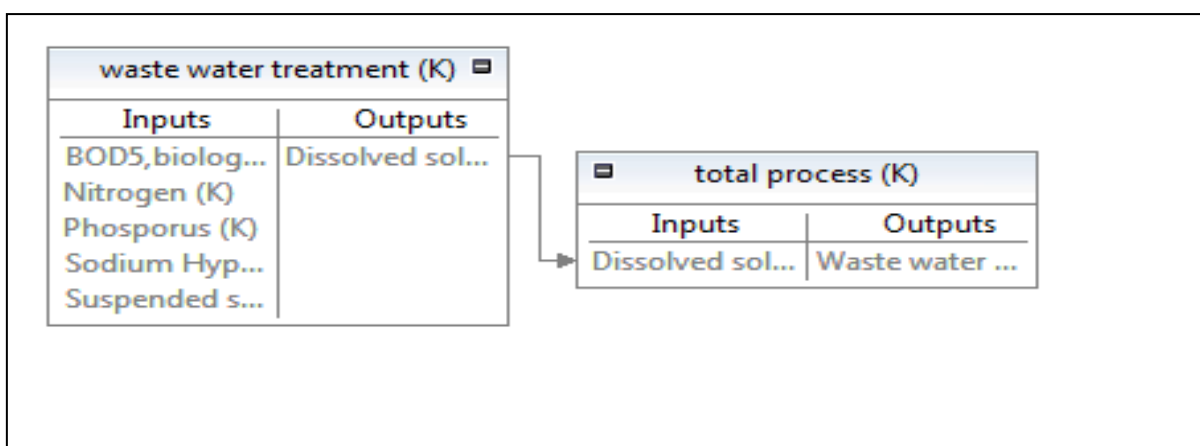 waste water treatment (K)
Inputs Outputs
BOD5,biolog... Dissolved sol...
Nitrogen (K)
Phosporus (K)
Sodium Hyp...
Suspended s...
total process (K)
Inputs Outputs
Dissolved sol... Waste water ...